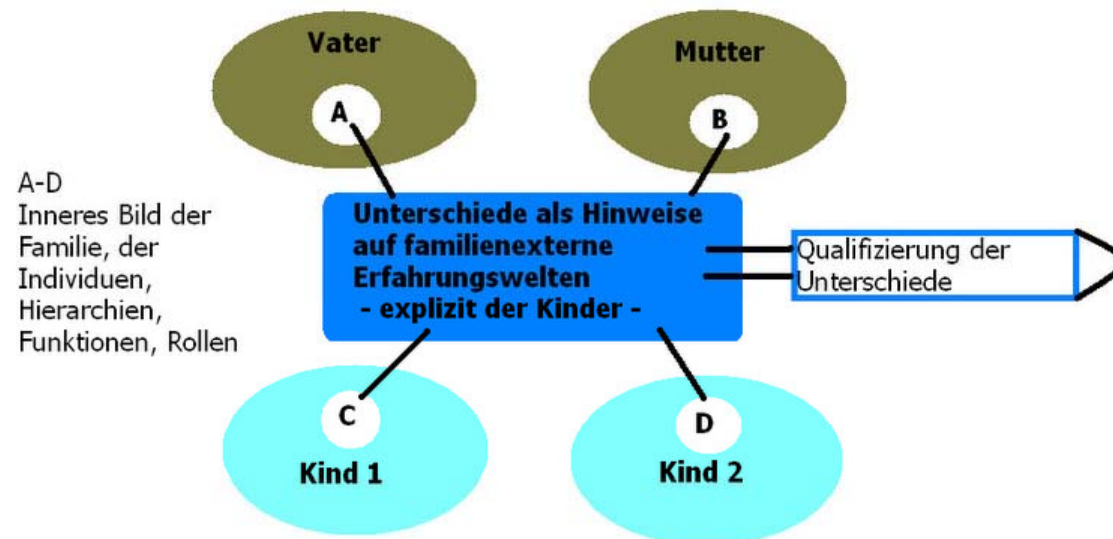 Vater
Mutter
A
B
A-D
Inneres Bild der
Familie, der
Individuen,
Hierarchien,
Funktionen, Rollen
Unterschiede als Hinweise
auf familienexterne
Erfahrungswelten
- explizit der Kinder -
Qualifizierung der
Unterschiede
C
D
Kind 1
Kind 2